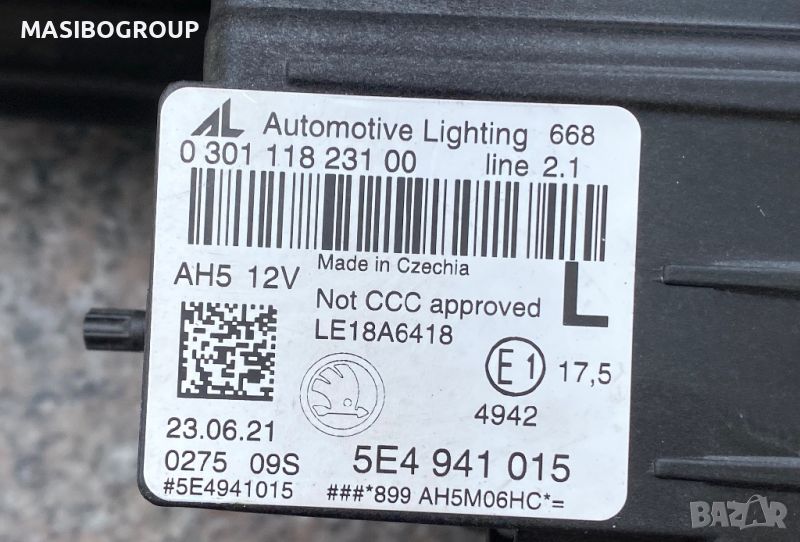 MASIBOGROUP
AL Automotive Lighting 668
0 301 118 231 00 line 2.1
Made in Czechia
AH5 12V
L
Not CCC approved
LE18A6418
E1 17,5
4942
23.06.21
0275 09S 5E4 941 015
#5E4941015 ###*899 AH5M06HC*=
BAZAR